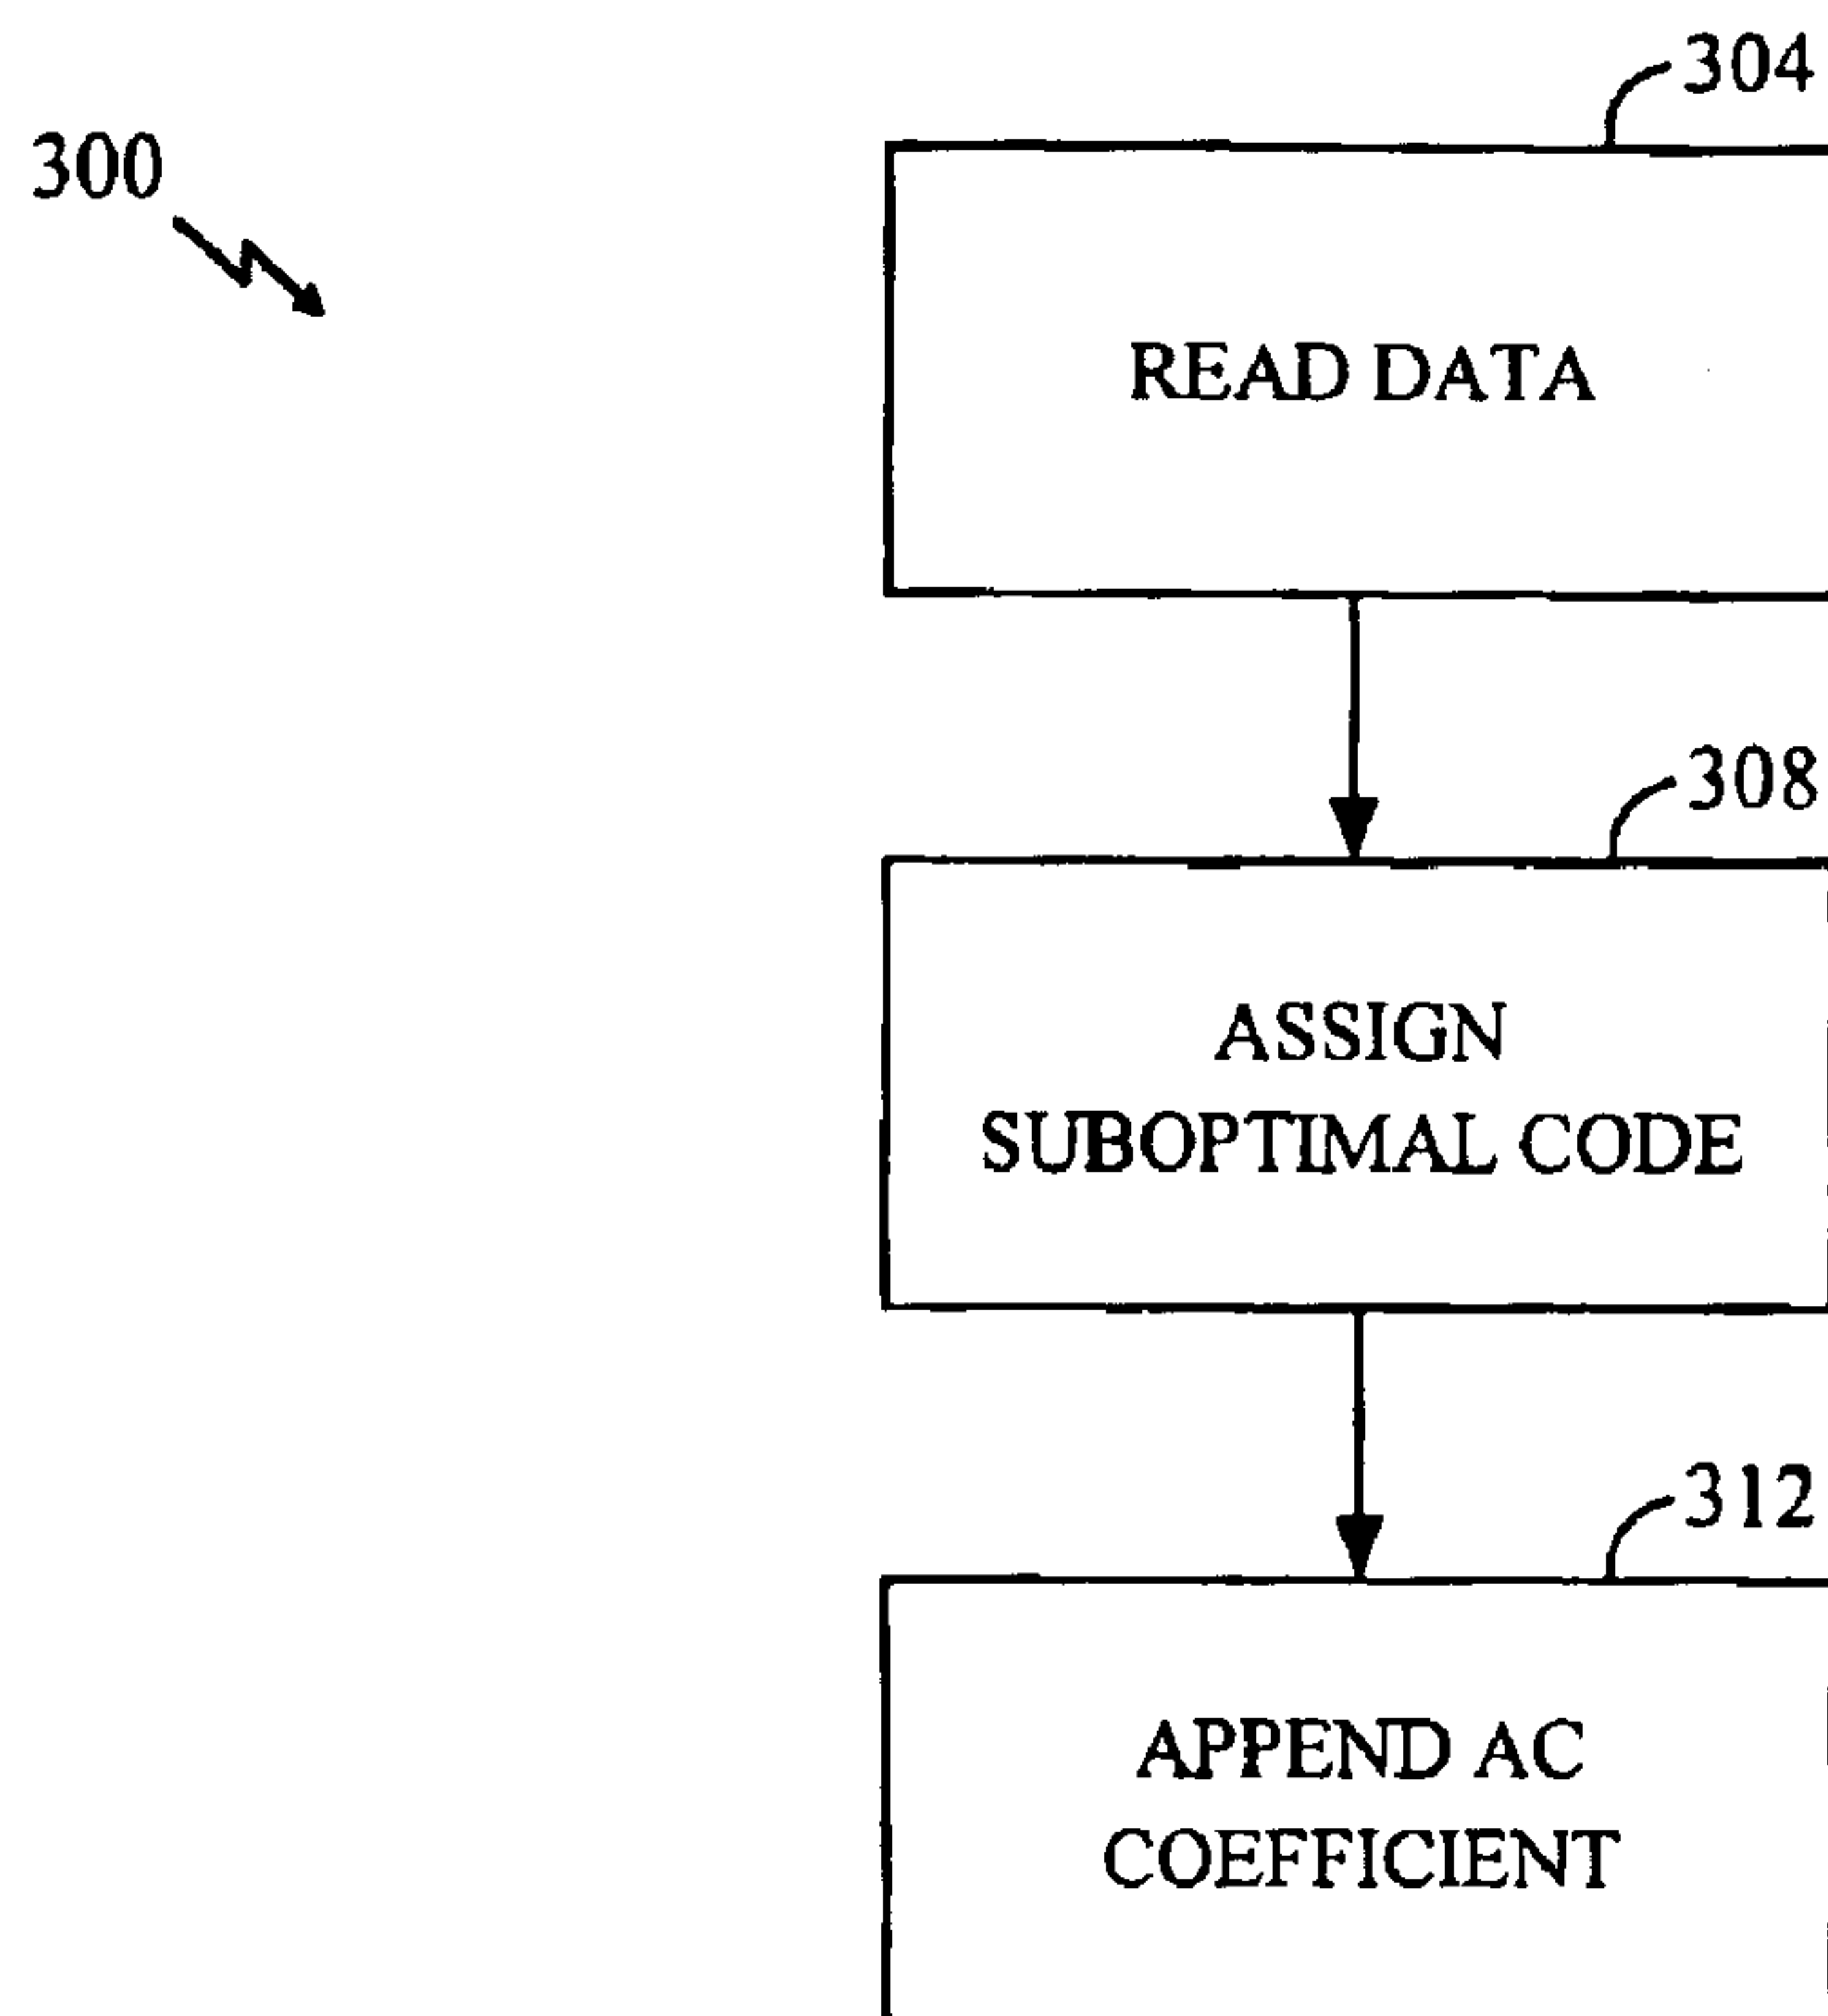 304
300
READ DATA
308
ASSIGN
SUBOPTIMAL CODE
312
APPEND AC
COEFFICIENT